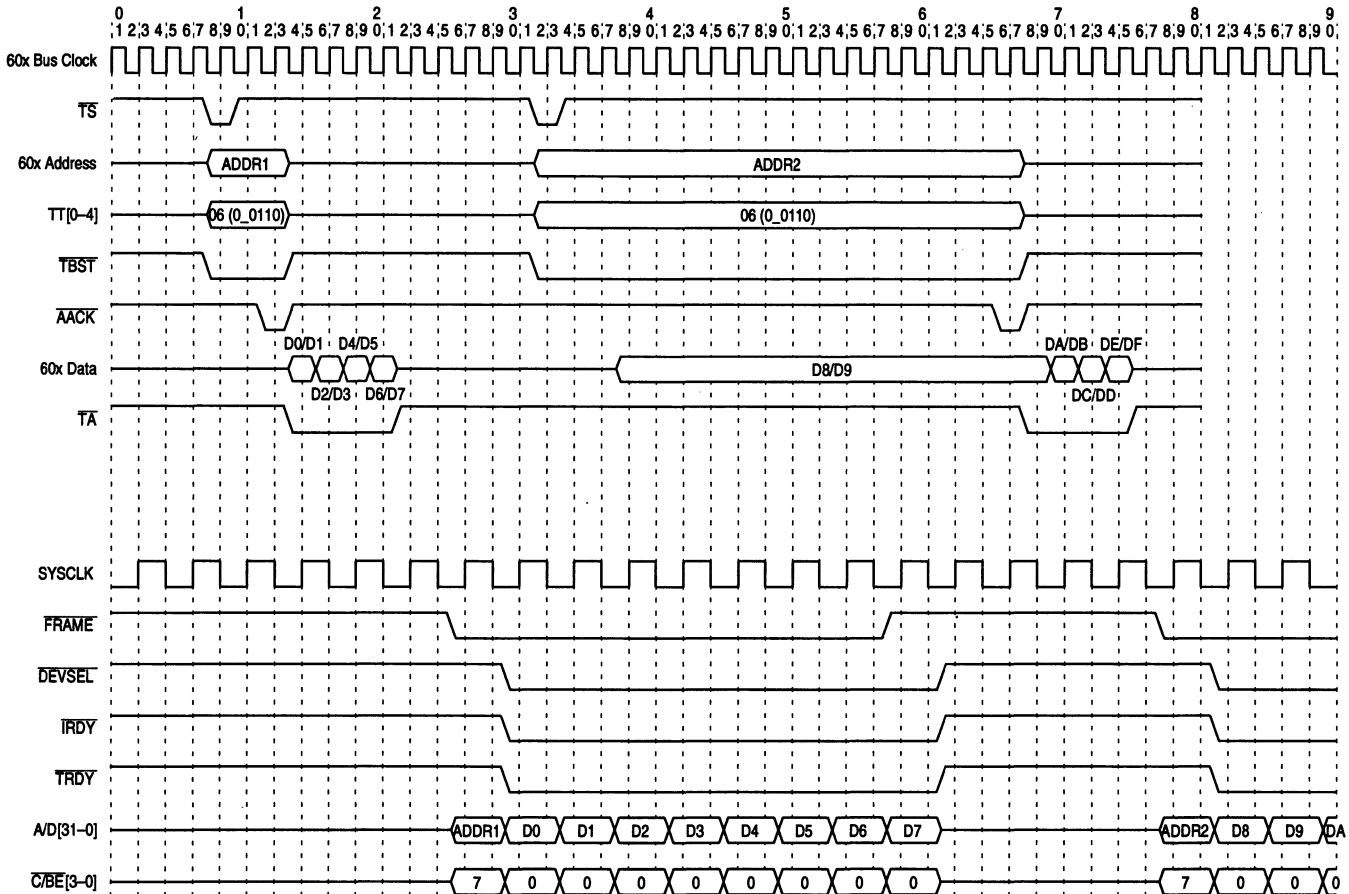 0 1 2 3 4 5 6 7 8 9
1 2,3 4,5 6,7 8,9 0,1 2,3 4,5 6,7 8,9 0,1 2,3 4,5 6,7 8,9 0,1 2,3 4,5 6,7 8,9 0,1 2,3 4,5 6,7 8,9 0,1 2,3 4,5 6,7 8,9 0,1 2,3 4,5 6,7 8,9 0,1 2,3 4,5 6,7 8,9 0,1 2,3 4,5 6,7 8,9 0,
60x Bus Clock
TS
60x Address ADDR1 ADDR2
TT[0–4] 06 (0_0110) 06 (0_0110)
TBST
AACK
D0/D1 D4/D5 DA/DB DE/DF
60x Data D8/D9
D2/D3 D6/D7 DC/DD
TA
SYSCLK
FRAME
DEVSEL
IRDY
TRDY
A/D[31–0] ADDR1 D0 D1 D2 D3 D4 D5 D6 D7 ADDR2 D8 D9 DA
C/BE[3–0] 7 0 0 0 0 0 0 0 0 7 0 0 0